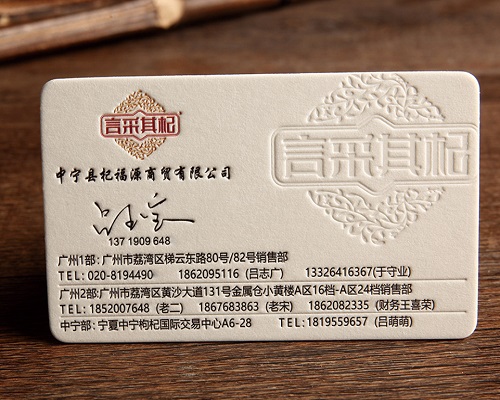 言采其杞
言采其杞
中宁县杞福源商贸有限公司
13 71909 648
广州1部:广州市荔湾区梯云东路80号/82号销售部
TEL:020-8194490 1862095116 (吕志广) 13326416367(于守业)
广州2部:广州市荔湾区黄沙大道131号金属仓小黄楼A区16档-A区24档销售部
TEL:1852007648 (老二) 1867683863 (老宋) 1862082335 (财务王喜荣)
中宁部:宁夏中宁枸杞国际交易中心A6-28 TEL:1819559657 (吕萌萌)